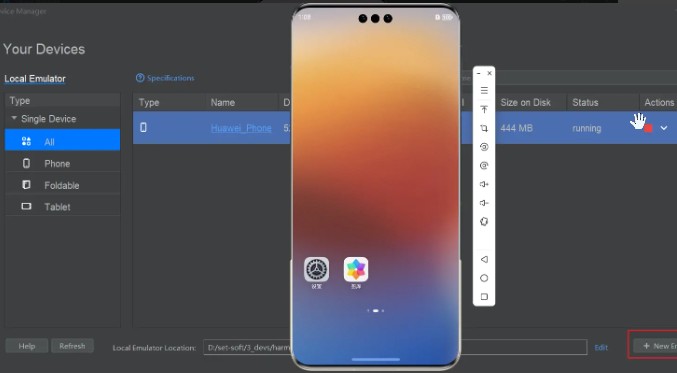 vice Manager
Your Devices
Local Emulator
Specifications
Type
Single Device
All
Phone
Foldable
Tablet
Type
Name
D
Size on Disk
Status
Actions
Huawei_Phone
5.
444 MB
running
1:09
设置
图库
Help
Refresh
Local Emulator Location:
D:/set-soft/3_devs/harm
Edit
+ New E